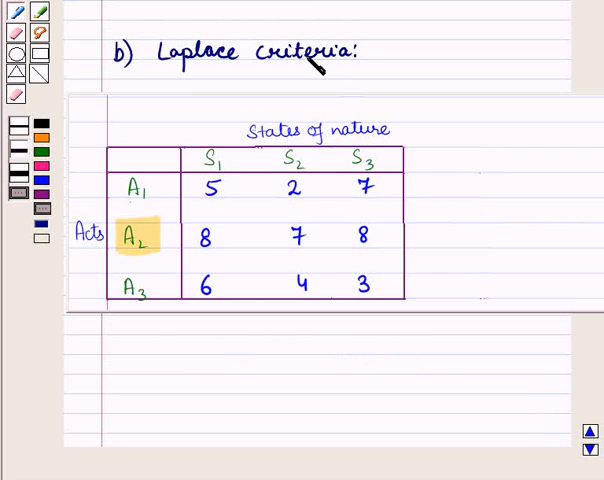 b) Laplace criteria:
States of nature
S1 S2 S3
A1 5 2 7
Acts A2 8 7 8
A3 6 4 3